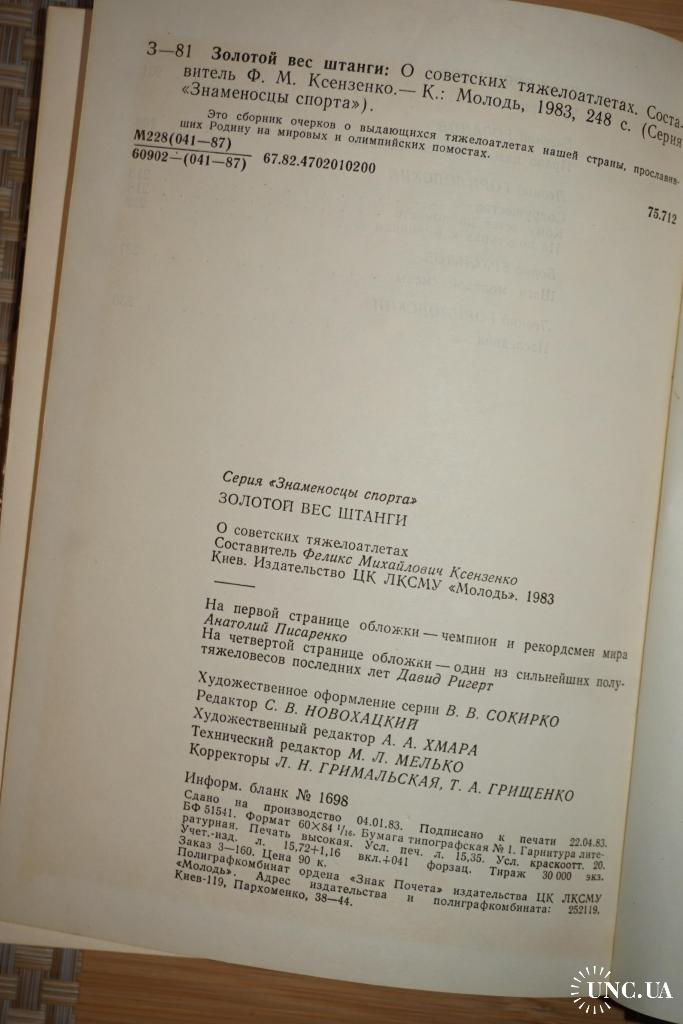 З—81 Золотой вес штанги: О советских тяжелоатлетах. Соста-
витель Ф. М. Ксензенко.— К.: Молодь, 1983, 248 с. (Серия
«Знаменосцы спорта»).
Это сборник очерков о выдающихся тяжелоатлетах нашей страны, прославив-
ших Родину на мировых и олимпийских помостах.
М228(041—87)
60902—(041—87) 67.82.4702010200
75.712
Серия «Знаменосцы спорта»
ЗОЛОТОЙ ВЕС ШТАНГИ
О советских тяжелоатлетах
Составитель Феликс Михайлович Ксензенко
Киев. Издательство ЦК ЛКСМУ «Молодь». 1983
На первой странице обложки — чемпион и рекордсмен мира
Анатолий Писаренко
На четвертой странице обложки — один из сильнейших полу-
тяжеловесов последних лет Давид Ригерт
Художественное оформление серии В. В. СОКИРКО
Редактор С. В. НОВОХАЦКИЙ
Художественный редактор А. А. ХМАРА
Технический редактор М. Л. МЕЛЬКО
Корректоры Л. Н. ГРИМАЛЬСКАЯ, Т. А. ГРИЩЕНКО
Информ. бланк № 1698
Сдано на производство 04.01.83. Подписано к печати 22.04.83.
БФ 51541. Формат 60×84 1/16. Бумага типографская № 1. Гарнитура лите-
ратурная. Печать высокая. Усл. печ. л. 15,35. Усл. краскоотт. 20.
Учет.-изд. л. 15,72+1,16 вкл.+041 форзац. Тираж 30 000 экз.
Заказ 3—160. Цена 90 к.
Полиграфкомбинат ордена «Знак Почета» издательства ЦК ЛКСМУ
«Молодь». Адрес издательства и полиграфкомбината: 252119,
Киев-119, Пархоменко, 38—44.
UNC.UA